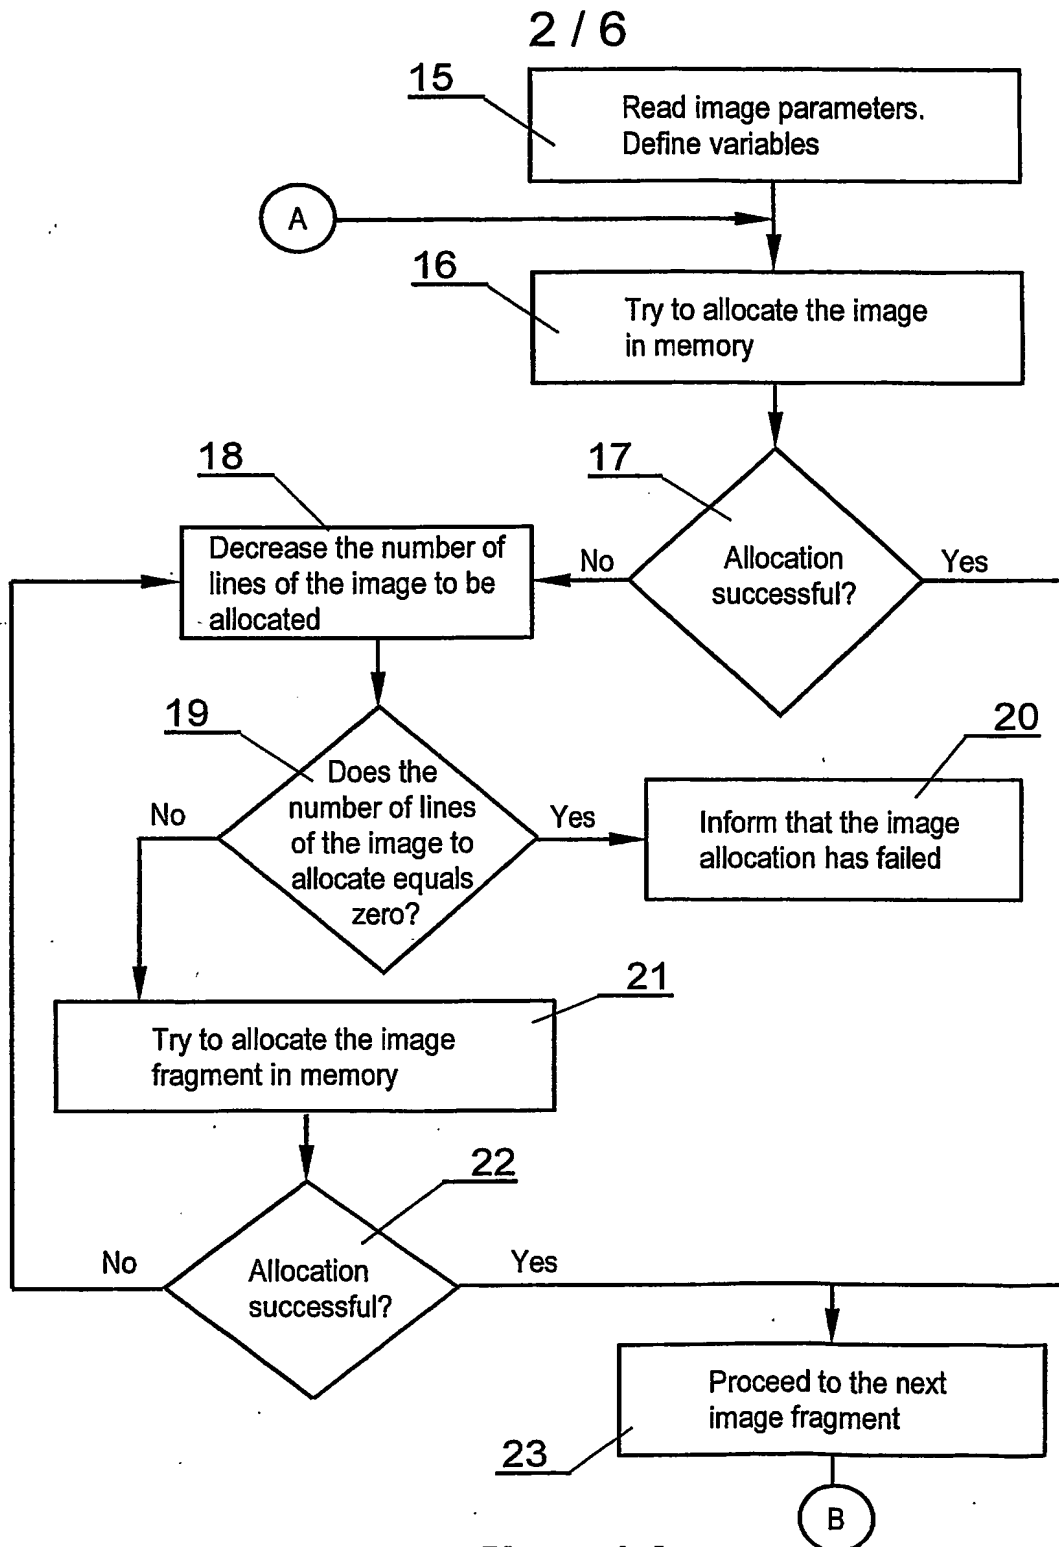 2 / 6
15
Read image parameters.
Define variables
A
16
Try to allocate the image
in memory
17
Allocation
successful?
No
Yes
18
Decrease the number of
lines of the image to be
allocated
19
Does the
number of lines
of the image to
allocate equals
zero?
No
Yes
20
Inform that the image
allocation has failed
21
Try to allocate the image
fragment in memory
22
Allocation
successful?
No
Yes
Proceed to the next
image fragment
23
B